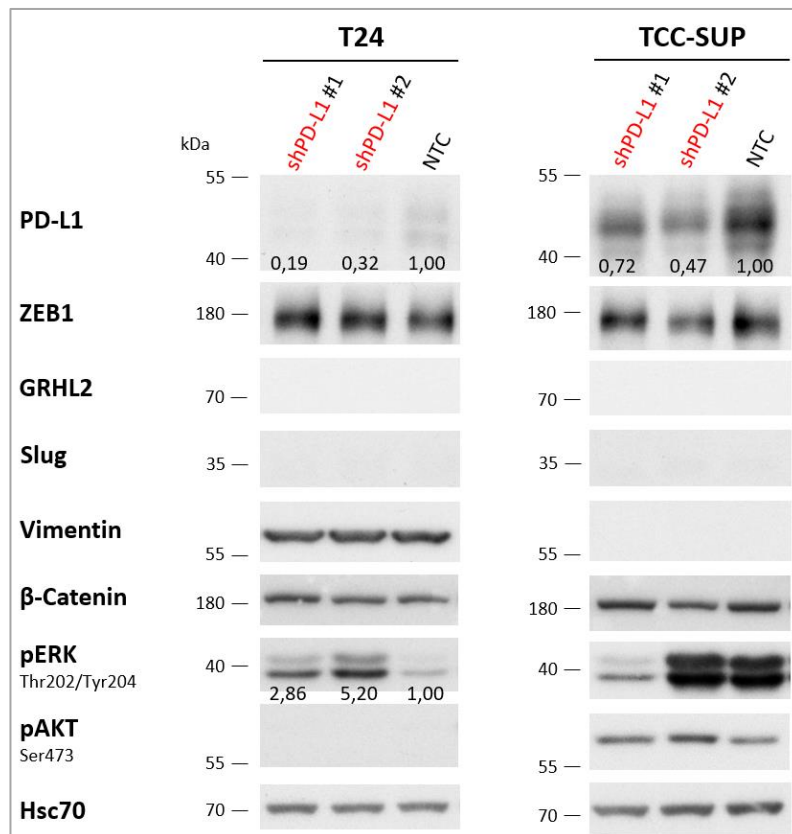 T24
TCC-SUP
shPD-L1 #1
shPD-L1 #2
NTC
shPD-L1 #1
shPD-L1 #2
NTC
kDa
PD-L1
55
40
0,19 0,32 1,00
55
40
0,72 0,47 1,00
ZEB1
180
180
GRHL2
70
70
Slug
35
35
Vimentin
55
55
β-Catenin
180
180
pERK
Thr202/Tyr204
40
2,86 5,20 1,00
40
pAKT
Ser473
55
55
Hsc70
70
70